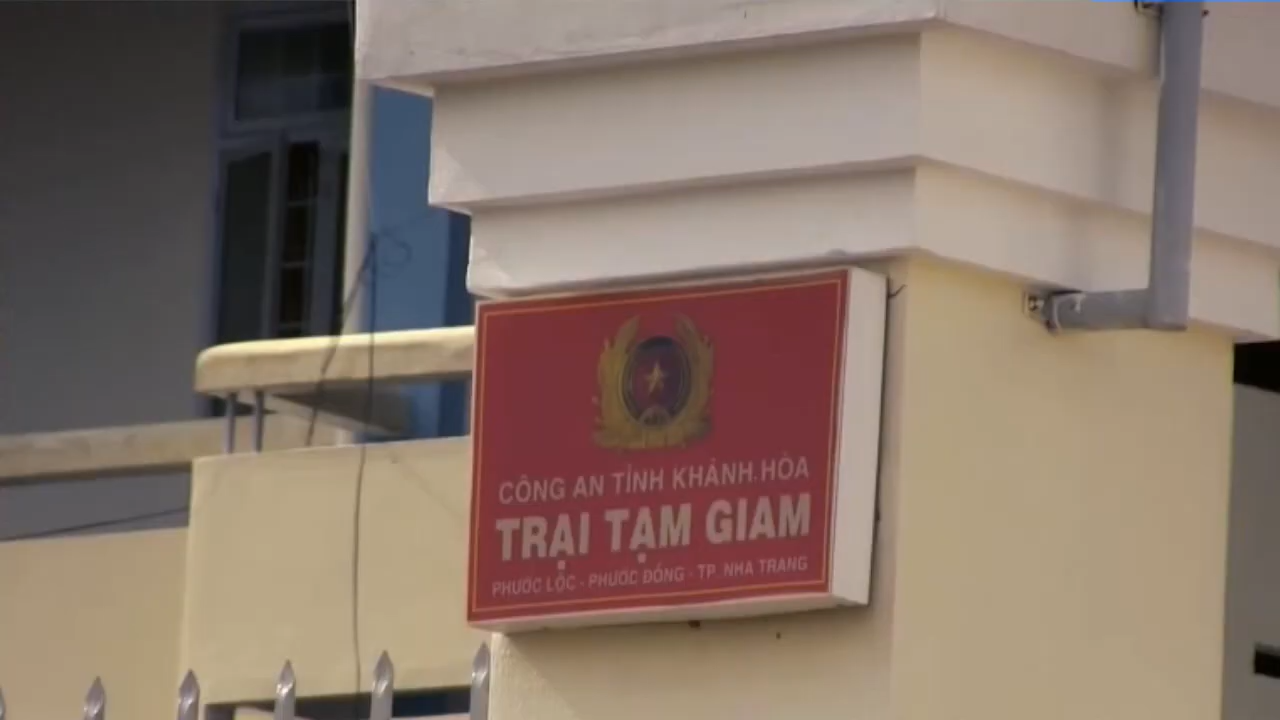 CÔNG AN TỈNH KHÁNH HÒA
TRẠI TẠM GIAM
PHƯỚC LỘC - PHƯỚC ĐỒNG - TP. NHA TRANG